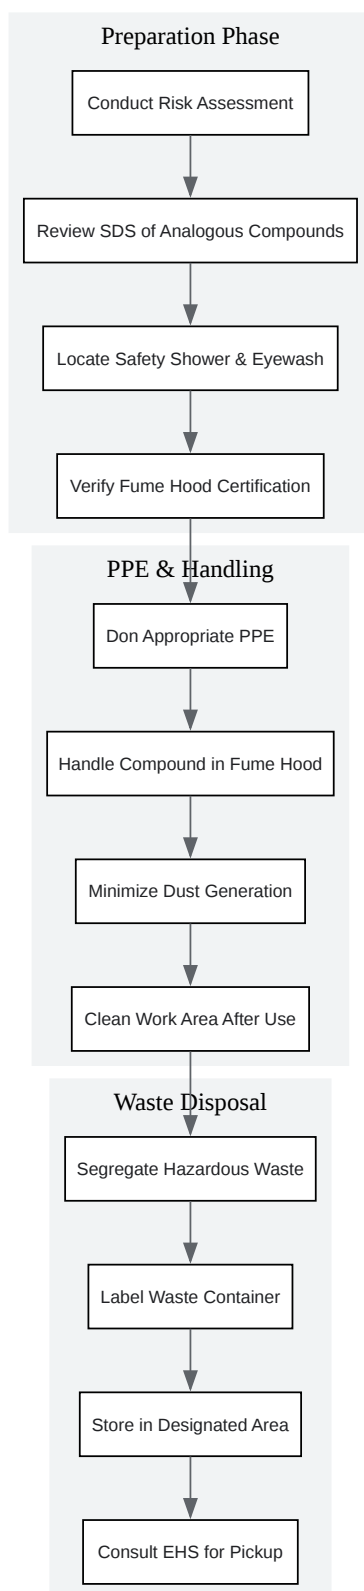 Preparation Phase
Conduct Risk Assessment
Review SDS of Analogous Compounds
Locate Safety Shower & Eyewash
Verify Fume Hood Certification
PPE & Handling
Don Appropriate PPE
Handle Compound in Fume Hood
Minimize Dust Generation
Clean Work Area After Use
Waste Disposal
Segregate Hazardous Waste
Label Waste Container
Store in Designated Area
Consult EHS for Pickup